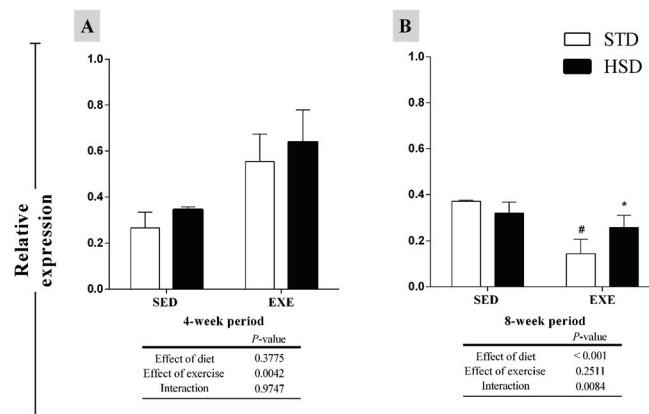 A
B
STD
HSD
Relative
expression
1.0
0.8
0.6
0.4
0.2
0.0
SED EXE
4-week period
P-value
Effect of diet 0.3775
Effect of exercise 0.0042
Interaction 0.9747
1.0
0.8
0.6
0.4
0.2
0.0
#
*
SED EXE
8-week period
P-value
Effect of diet < 0.001
Effect of exercise 0.2511
Interaction 0.0084